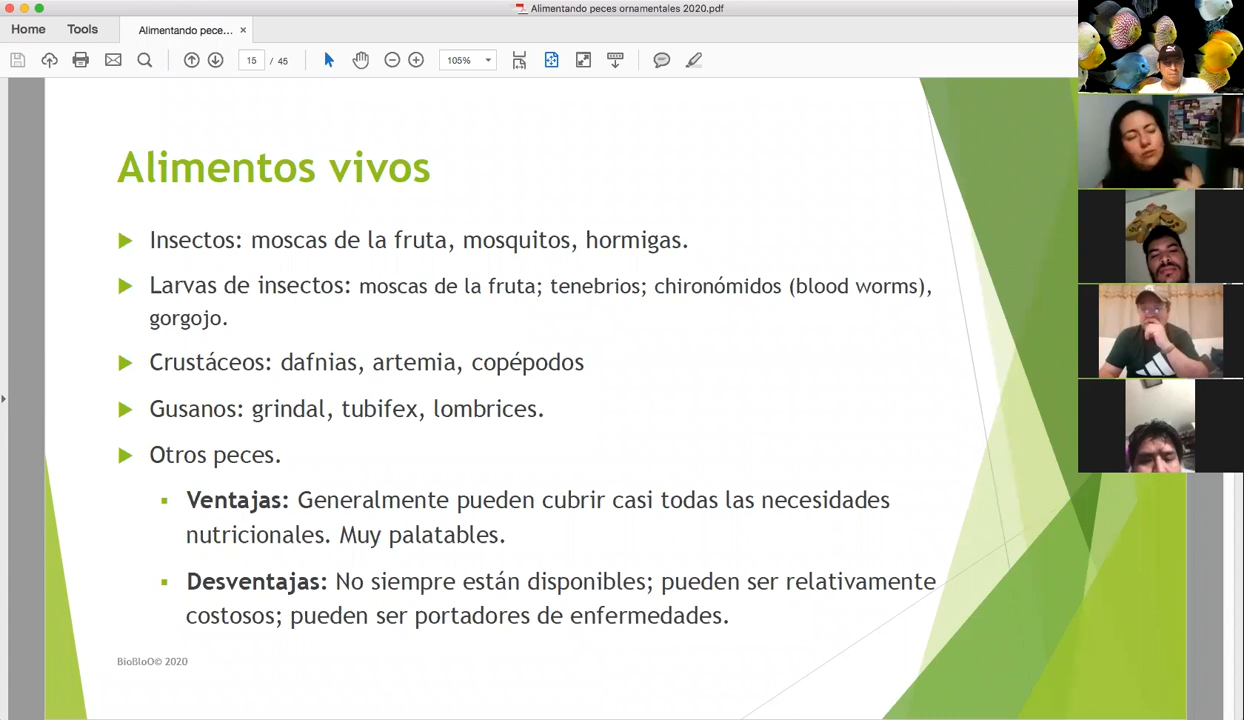 Alimentando peces ornamentales 2020.pdf
Home Tools Alimentando pece... ×
15 / 45 105%
Alimentos vivos
Insectos: moscas de la fruta, mosquitos, hormigas.
Larvas de insectos: moscas de la fruta; tenebrios; chironómidos (blood worms),
gorgojo.
Crustáceos: dafnias, artemia, copépodos
Gusanos: grindal, tubifex, lombrices.
Otros peces.
Ventajas: Generalmente pueden cubrir casi todas las necesidades
nutricionales. Muy palatables.
Desventajas: No siempre están disponibles; pueden ser relativamente
costosos; pueden ser portadores de enfermedades.
BioBloO© 2020